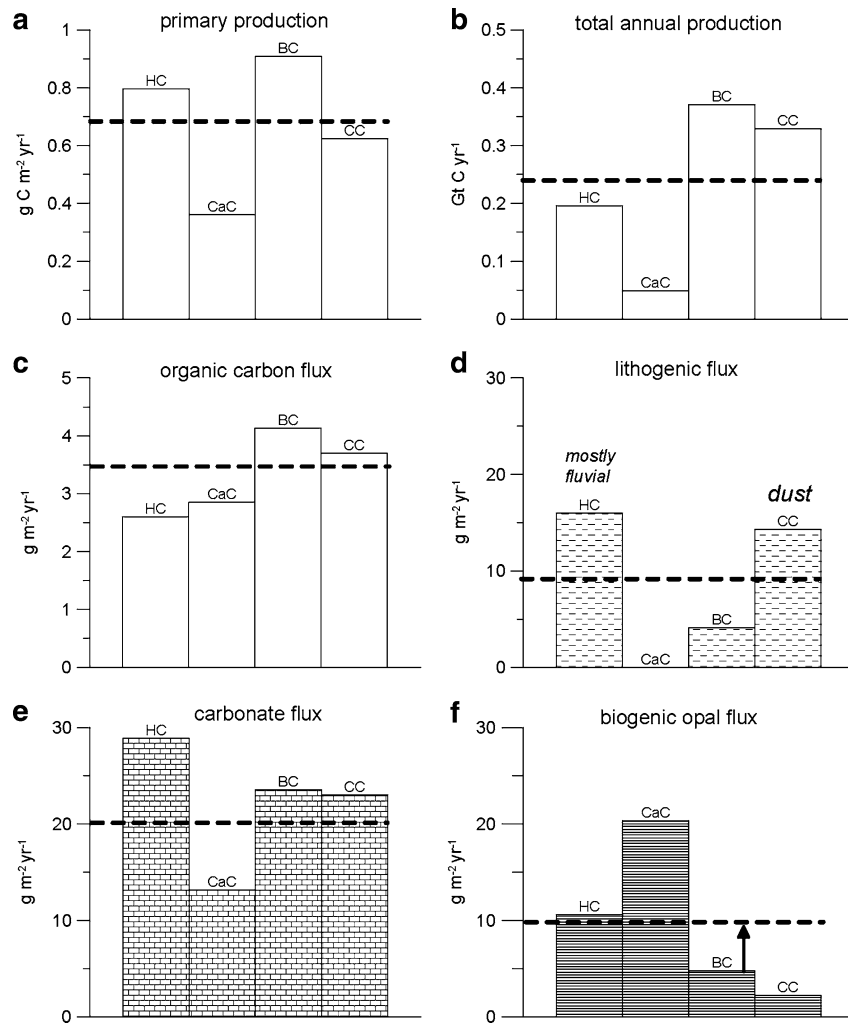 a
primary production
1
0.8
0.6
0.4
0.2
0
g C m-2 yr-1
HC
CaC
BC
CC
b
total annual production
0.5
0.4
0.3
0.2
0.1
0
Gt C yr-1
HC
CaC
BC
CC
c
organic carbon flux
5
4
3
2
1
0
g m-2 yr-1
HC
CaC
BC
CC
d
lithogenic flux
30
20
10
0
g m-2 yr-1
mostly
fluvial
HC
CaC
BC
dust
CC
e
carbonate flux
30
20
10
0
g m-2 yr-1
HC
CaC
BC
CC
f
biogenic opal flux
30
20
10
0
g m-2 yr-1
HC
CaC
BC
CC